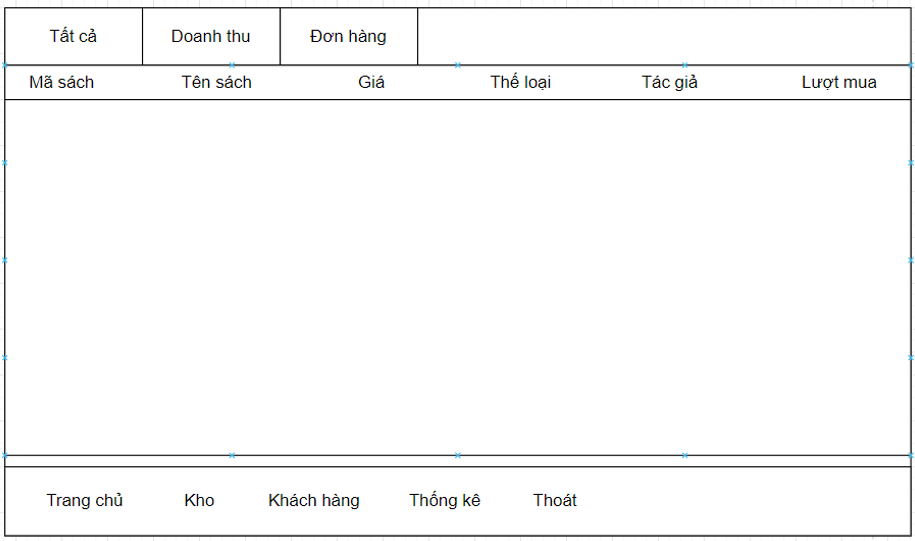 Tất cả Doanh thu Đơn hàng
Mã sách Tên sách Giá Thế loại Tác giả Lượt mua
Trang chủ Kho Khách hàng Thống kê Thoát